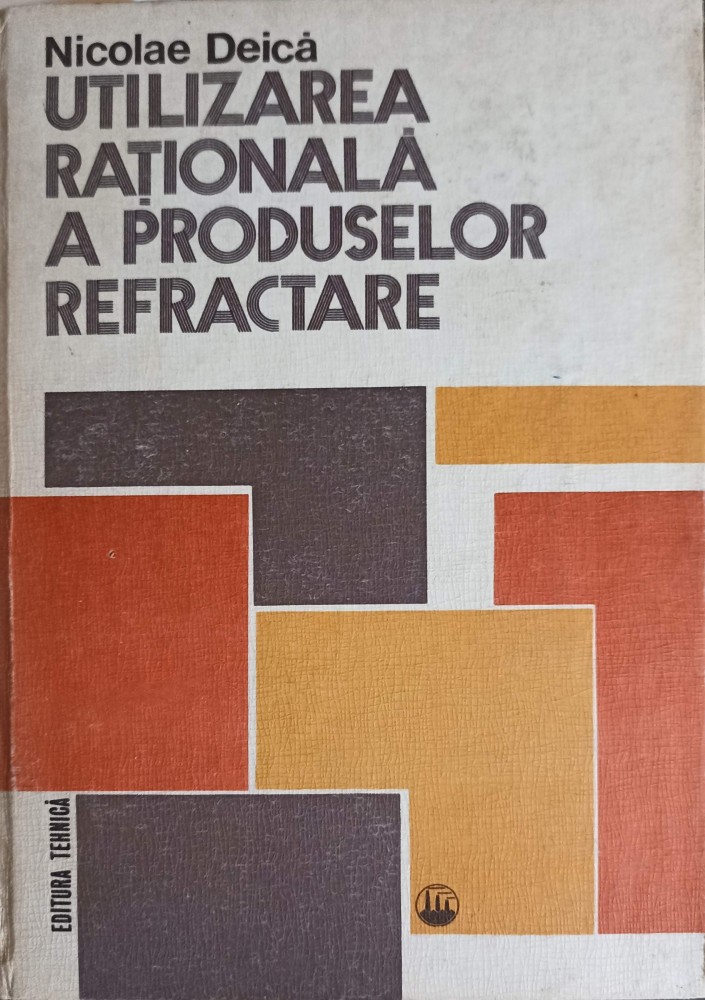 Nicolae Deică
UTILIZAREA
RAȚIONALĂ
A PRODUSELOR
REFRACTARE
EDITURA TEHNICĂ